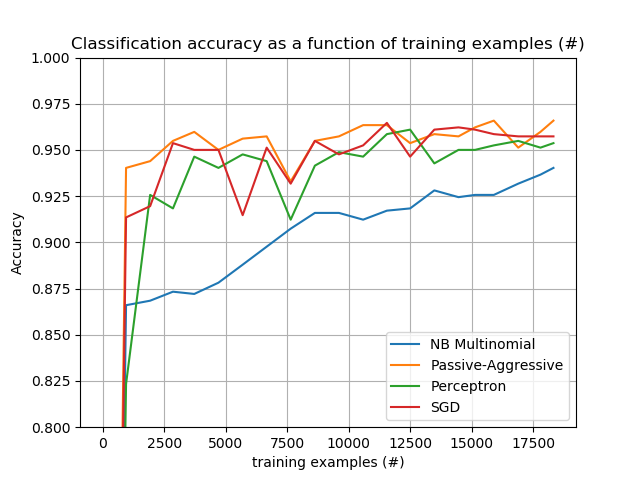 Classification accuracy as a function of training examples (#)
1.000
0.975
0.950
0.925
0.900
0.875
0.850
0.825
0.800
Accuracy
NB Multinomial
Passive-Aggressive
Perceptron
SGD
0 2500 5000 7500 10000 12500 15000 17500
training examples (#)